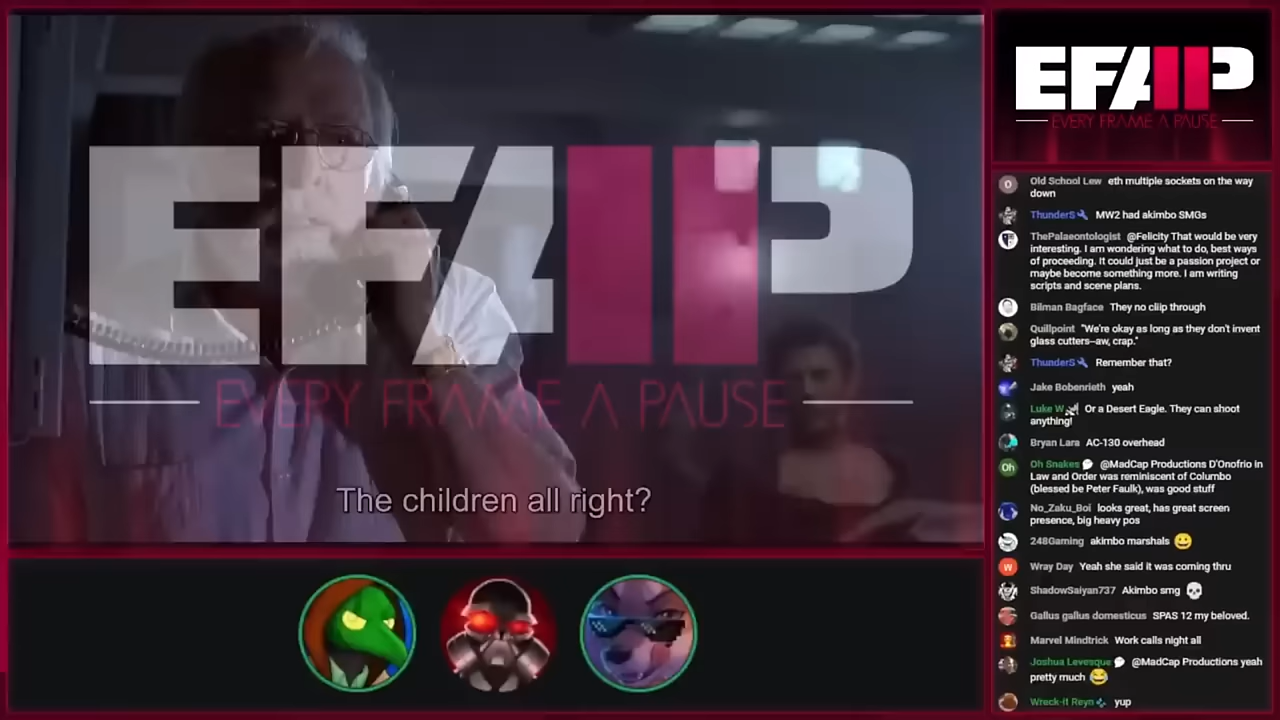 EFAP
EVERY FRAME A PAUSE
The children all right?
EFAP
EVERY FRAME A PAUSE
Old School Lew eth multiple sockets on the way
down
ThunderS MW2 had akimbo SMGs
ThePalaeontologist @Felicity That would be very
interesting. I am wondering what to do, best ways
of proceeding. It could just be a passion project or
maybe become something more. I am writing
scripts and scene plans.
Bilman Bagface They no cliip through
Quillpoint "We're okay as long as they don't invent
glass cutters--aw, crap."
ThunderS Remember that?
Jake Bobenrieth yeah
Luke W Or a Desert Eagle. They can shoot
anything!
Bryan Lara AC-130 overhead
Oh
Oh Snakes @MadCap Productions D'Onofrio in
Law and Order was reminiscent of Columbo
(blessed be Peter Faulk), was good stuff
No_Zaku_Boi looks great, has great screen
presence, big heavy pos
248Gaming akimbo marshals 😀
W
Wray Day Yeah she said it was coming thru
ShadowSaiyan737 Akimbo smg 💀
Gallus gallus domesticus SPAS 12 my beloved.
Marvel Mindtrick Work calls night all
Joshua Levesque @MadCap Productions yeah
pretty much 😂
Wreck-It Reyn yup